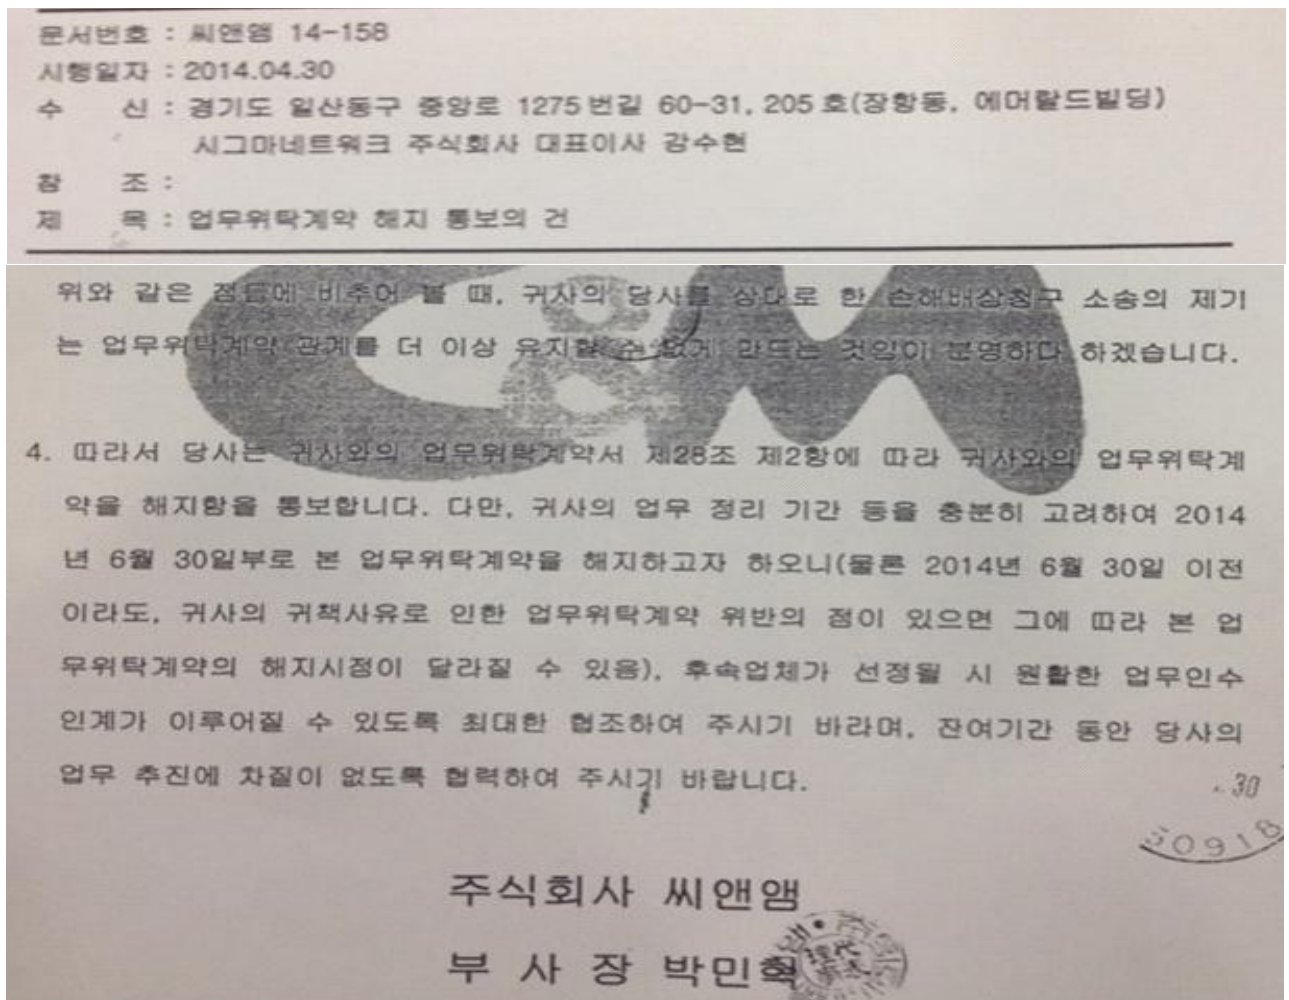 문서번호 : 씨앤앰 14-158
시행일자 : 2014.04.30
수 신 : 경기도 일산동구 중앙로 1275번길 60-31, 205호(장항동, 에머랄드빌딩)
시그마네트워크 주식회사 대표이사 강수현
참 조 :
제 목 : 업무위탁계약 해지 통보의 건
위와 같은 점등에 비추어 볼 때, 귀사의 당사를 상대로 한 손해배상청구 소송의 제기
는 업무위탁계약 관계를 더 이상 유지할 수 없게 만드는 것임이 분명하다 하겠습니다.
4. 따라서 당사는 귀사와의 업무위탁계약서 제28조 제2항에 따라 귀사와의 업무위탁계
약을 해지함을 통보합니다. 다만, 귀사의 업무 정리 기간 등을 충분히 고려하여 2014
년 6월 30일부로 본 업무위탁계약을 해지하고자 하오니(물론 2014년 6월 30일 이전
이라도, 귀사의 귀책사유로 인한 업무위탁계약 위반의 점이 있으면 그에 따라 본 업
무위탁계약의 해지시점이 달라질 수 있음), 후속업체가 선정될 시 원활한 업무인수
인계가 이루어질 수 있도록 최대한 협조하여 주시기 바라며, 잔여기간 동안 당사의
업무 추진에 차질이 없도록 협력하여 주시기 바랍니다.
30
50918
주식회사 씨앤앰
부 사 장 박민혁